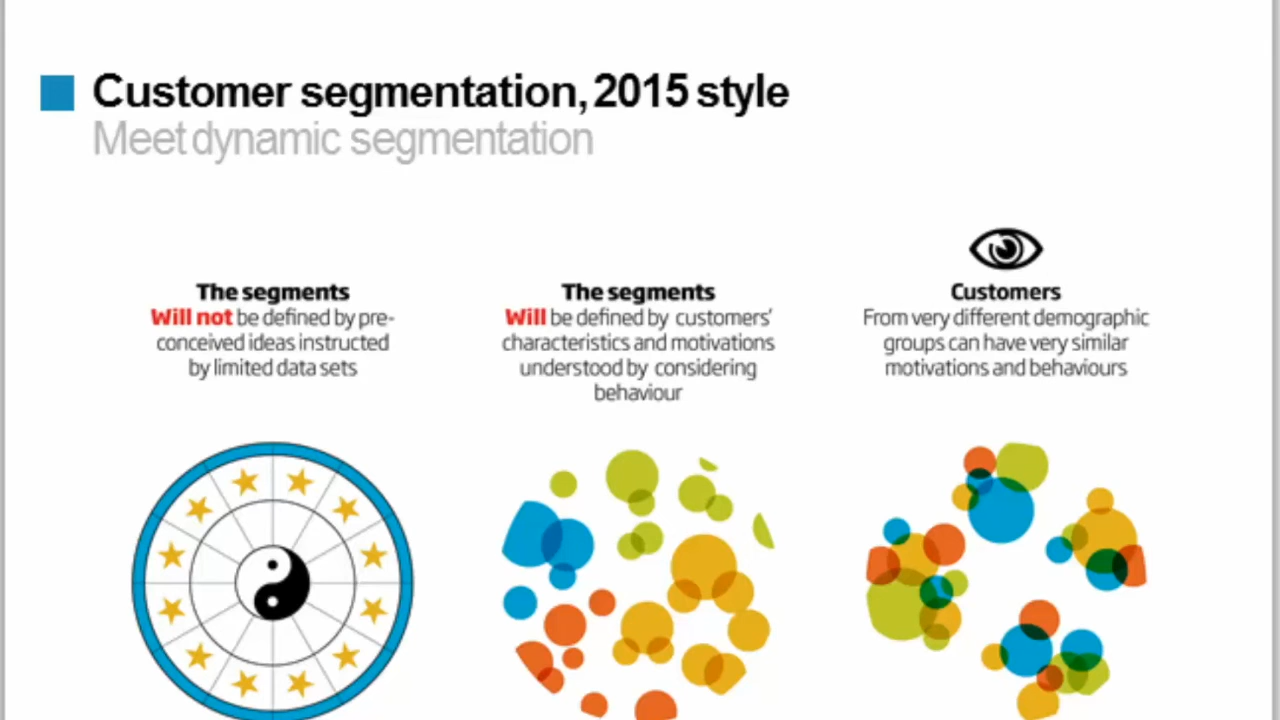 Customer segmentation, 2015 style
Meet dynamic segmentation
The segments
Will not be defined by pre-
conceived ideas instructed
by limited data sets
The segments
Will be defined by customers'
characteristics and motivations
understood by considering
behaviour
Customers
From very different demographic
groups can have very similar
motivations and behaviours